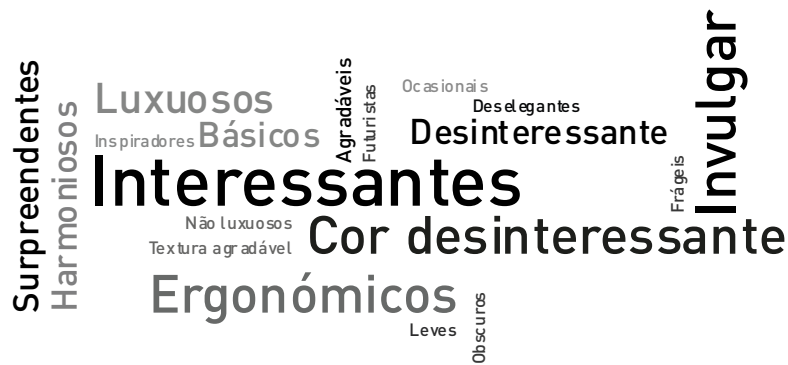 Surpreendentes
Harmoniosos
Luxuosos
Inspiradores
Básicos
Agradáveis
Futuristas
Ocasionais
Deselegantes
Desinteressante
Invulgar
Frágeis
Interessantes
Não luxuosos
Cor desinteressante
Textura agradável
Ergonómicos
Leves
Obscuros